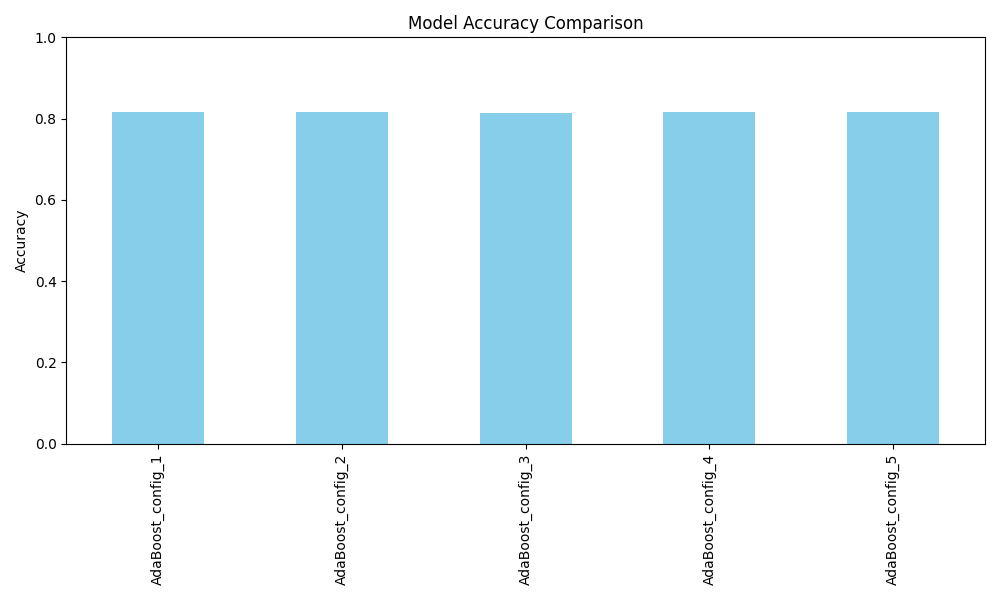 Model Accuracy Comparison
1.0
0.8
0.6
0.4
0.2
0.0
Accuracy
AdaBoost_config_1
AdaBoost_config_2
AdaBoost_config_3
AdaBoost_config_4
AdaBoost_config_5